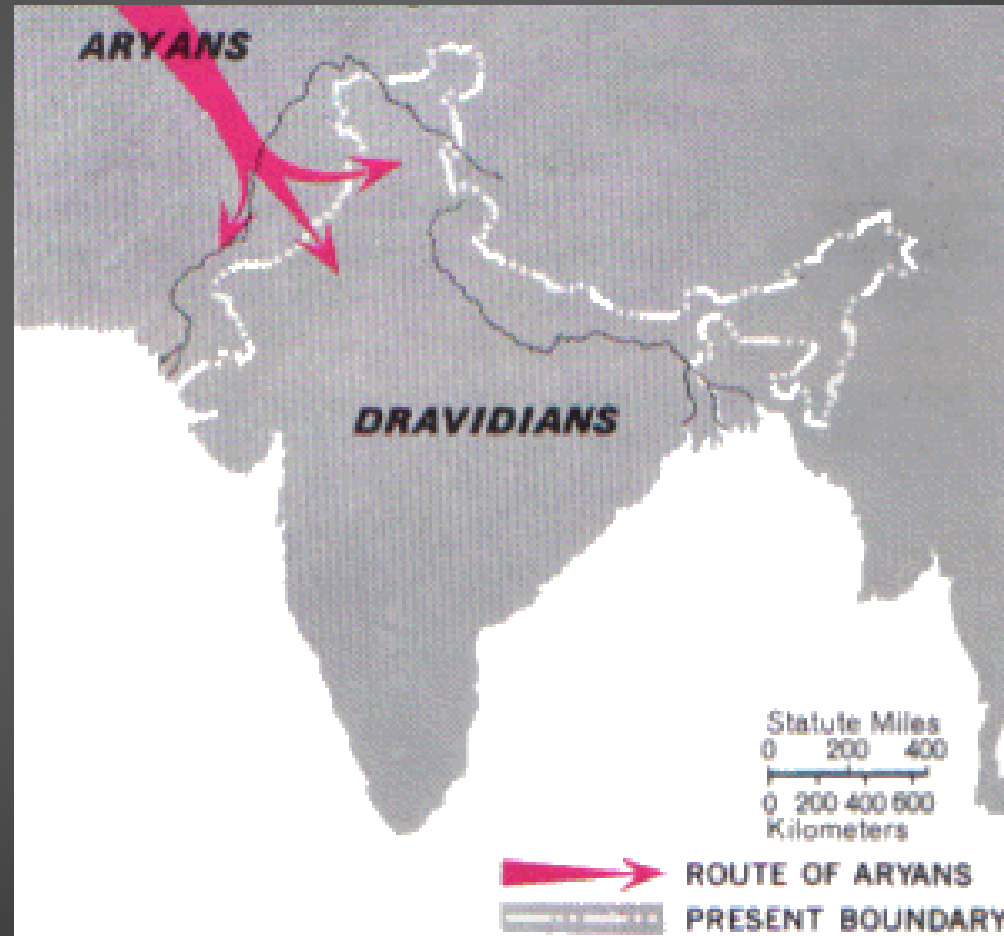 ARYANS
DRAVIDIANS
Statute Miles
0 200 400
0 200 400 600
Kilometers
ROUTE OF ARYANS
PRESENT BOUNDARY